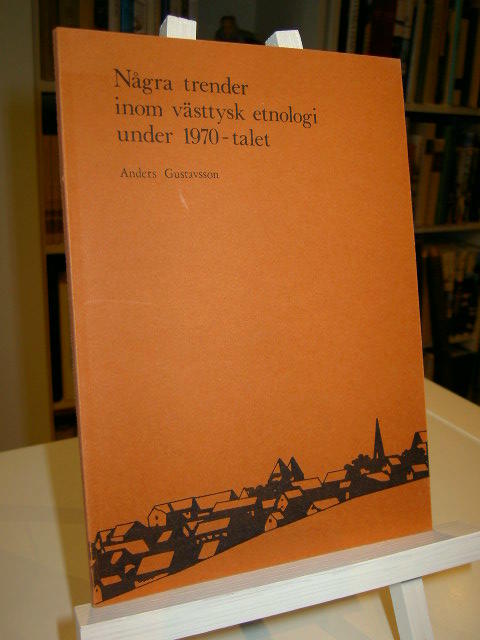 Några trender
inom västtysk etnologi
under 1970-talet
Anders Gustavsson